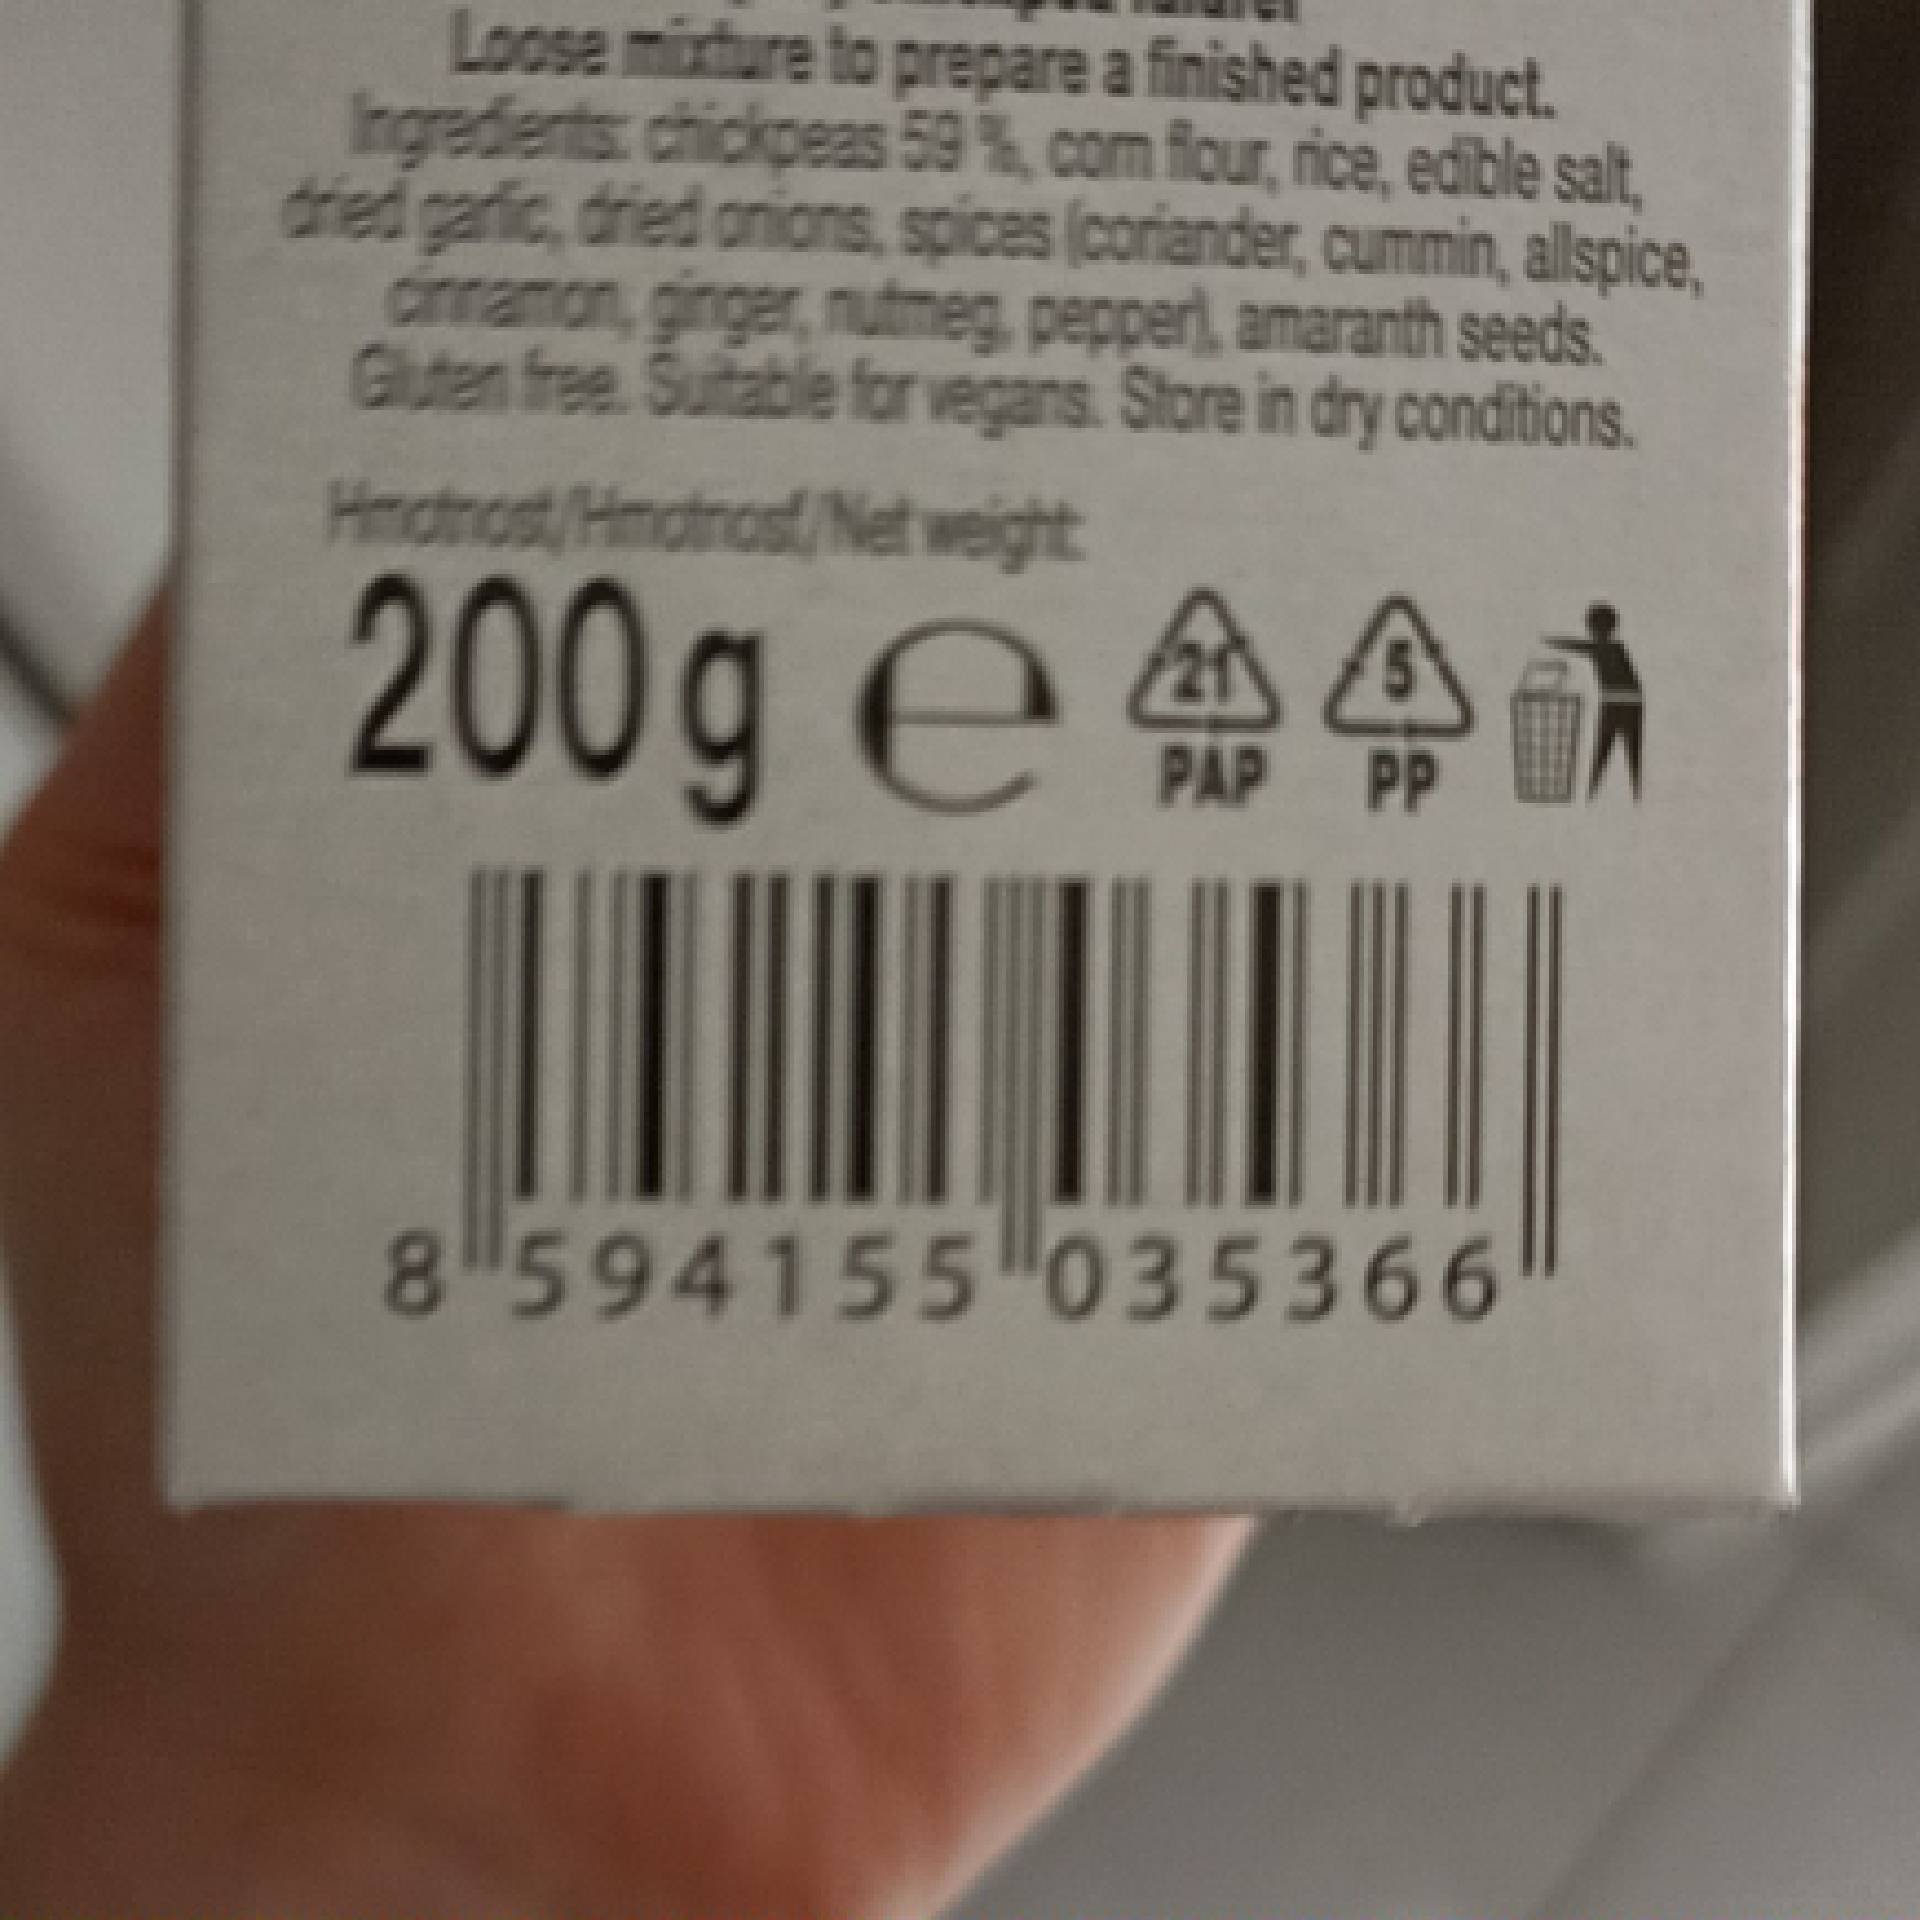 Loose mixture to prepare a finished product.
Ingredients: chickpeas 59 %, corn flour, rice, edible salt,
dried garlic, dried onions, spices (coriander, cummin, allspice,
cinnamon, ginger, nutmeg, pepper), amaranth seeds.
Gluten free. Suitable for vegans. Store in dry conditions.
Hmotnost/Hmotnosť/Net weight:
200 g e 21 5
PAP PP
8 594155 035366